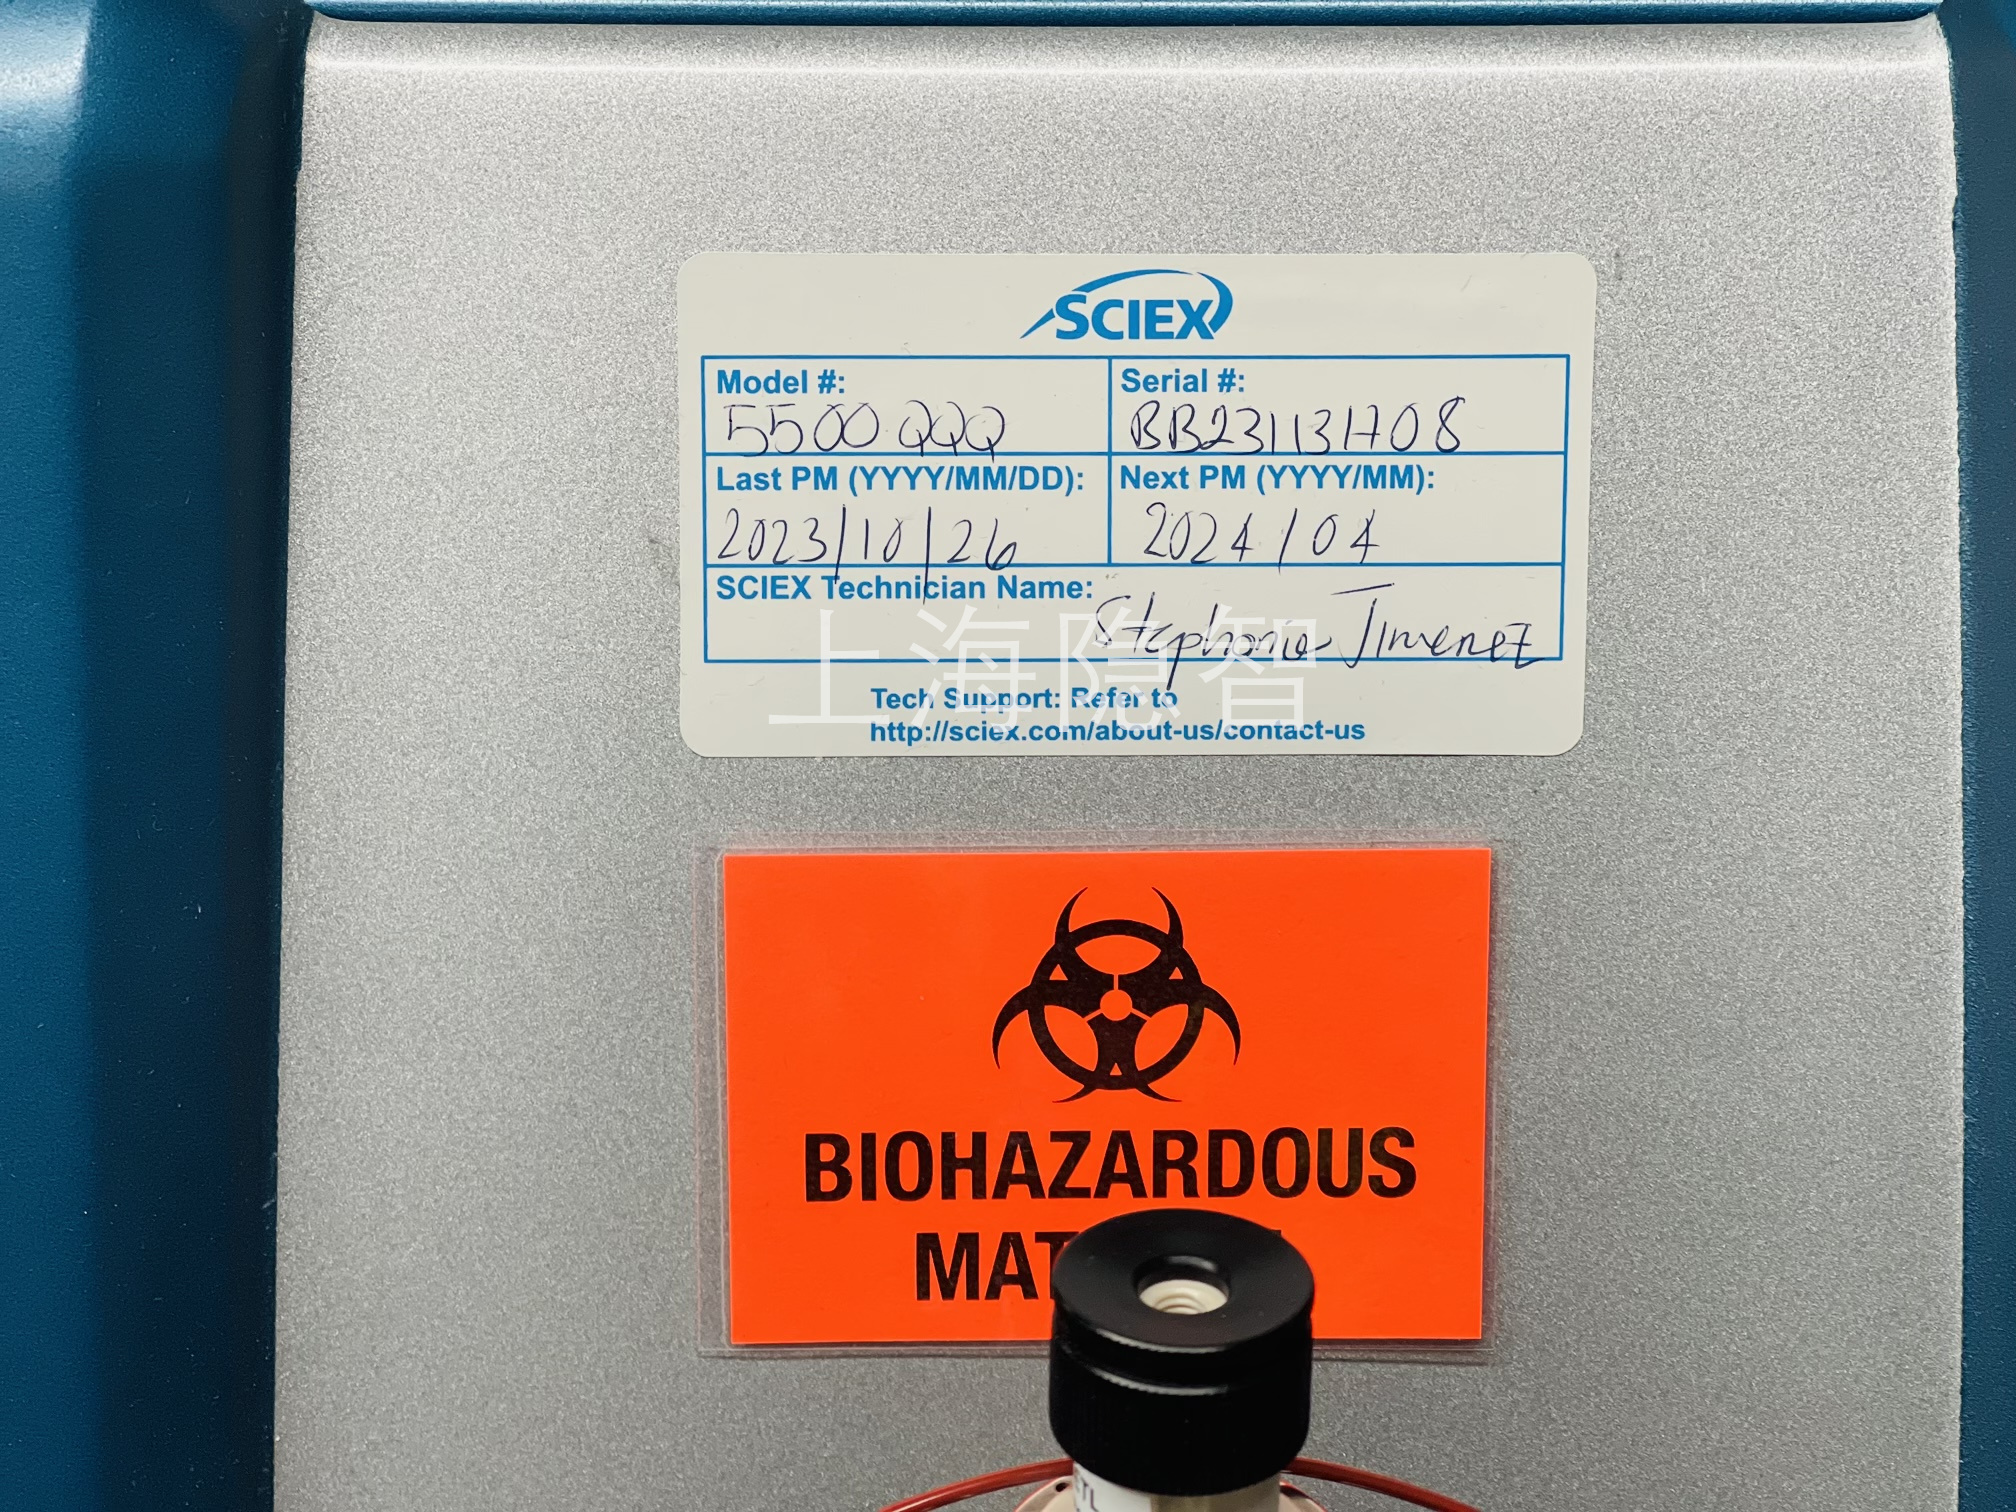 SCIEX
Model #: Serial #:
5500 QQQ BB231131708
Last PM (YYYY/MM/DD): Next PM (YYYY/MM):
2023/10/26 2024/04
SCIEX Technician Name:
Stephanie Jimenez
上海隐智
Tech Support: Refer to
http://sciex.com/about-us/contact-us
BIOHAZARDOUS